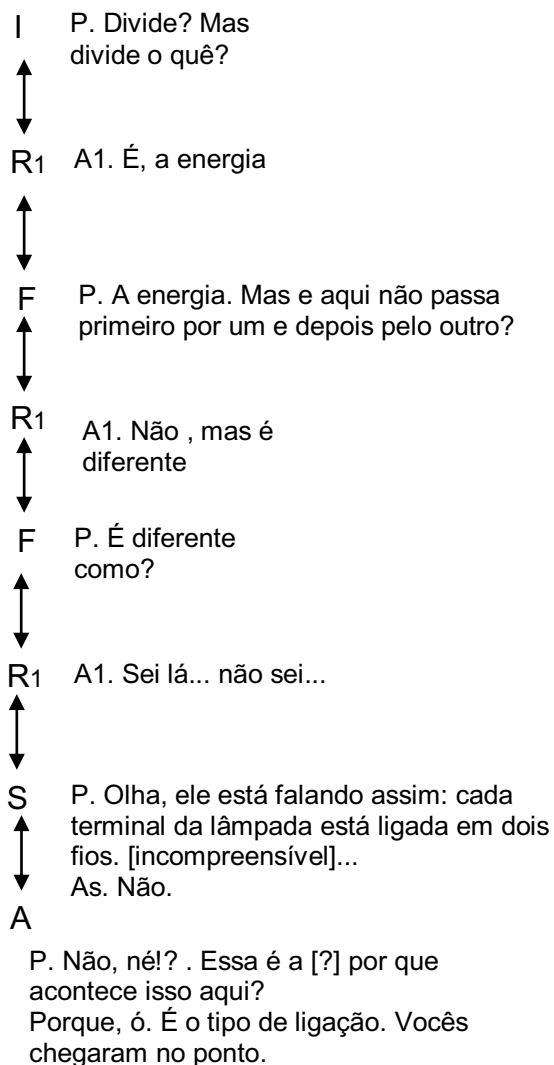 I P. Divide? Mas
divide o quê?
R1 A1. É, a energia
F P. A energia. Mas e aqui não passa
primeiro por um e depois pelo outro?
R1 A1. Não , mas é
diferente
F P. É diferente
como?
R1 A1. Sei lá... não sei...
S P. Olha, ele está falando assim: cada
terminal da lâmpada está ligada em dois
fios. [incompreensível]...
As. Não.
A
P. Não, né!? . Essa é a [?] por que
acontece isso aqui?
Porque, ó. É o tipo de ligação. Vocês
chegaram no ponto.